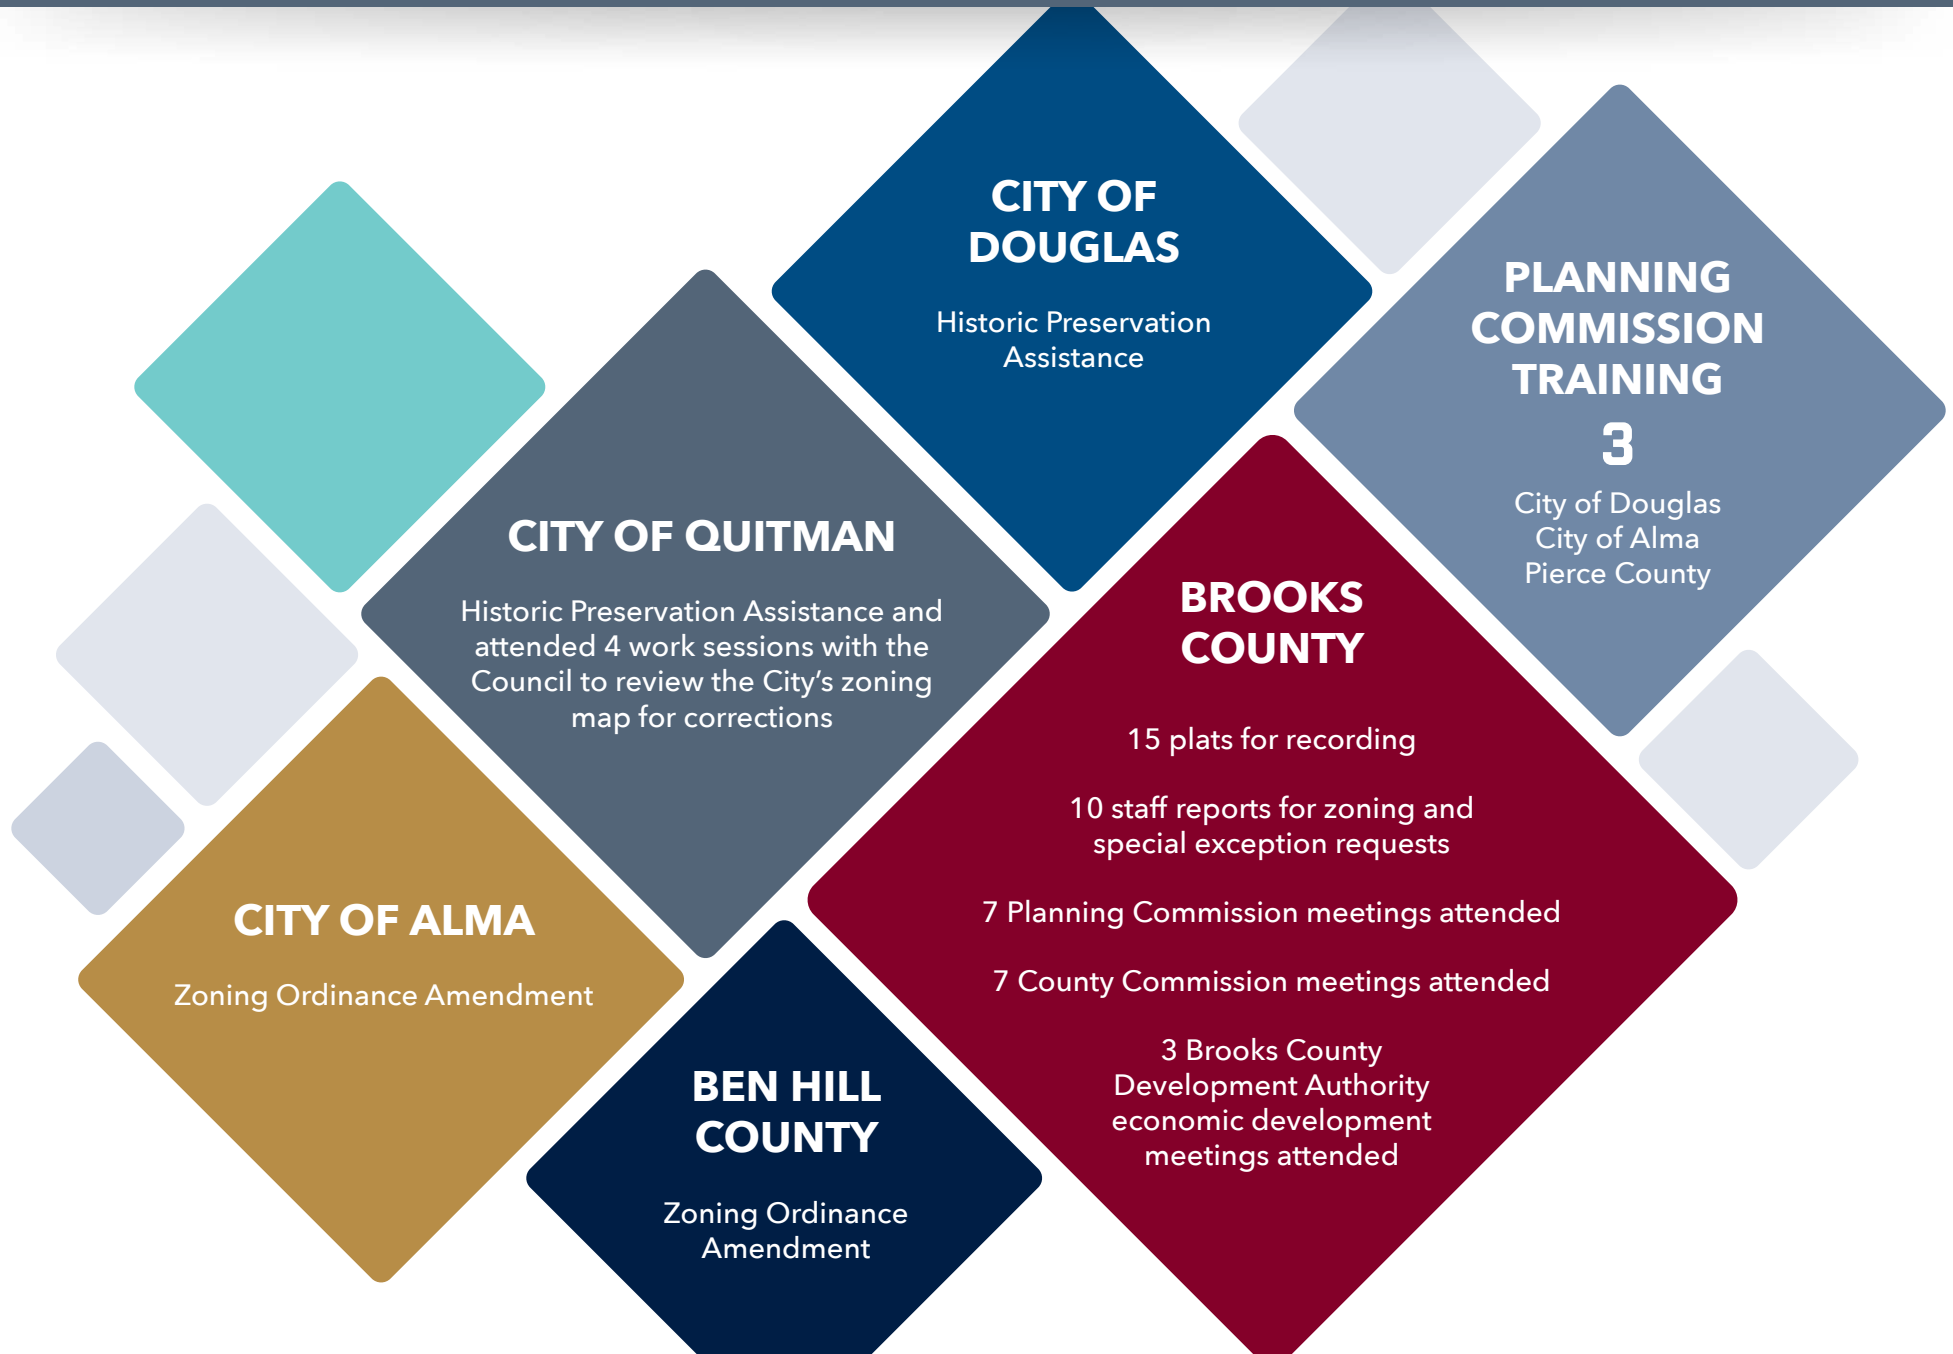 CITY OF
DOUGLAS
Historic Preservation
Assistance
PLANNING
COMMISSION
TRAINING
3
City of Douglas
City of Alma
Pierce County
CITY OF QUITMAN
Historic Preservation Assistance and
attended 4 work sessions with the
Council to review the City's zoning
map for corrections
BROOKS
COUNTY
15 plats for recording
10 staff reports for zoning and
special exception requests
7 Planning Commission meetings attended
7 County Commission meetings attended
3 Brooks County
Development Authority
economic development
meetings attended
CITY OF ALMA
Zoning Ordinance Amendment
BEN HILL
COUNTY
Zoning Ordinance
Amendment